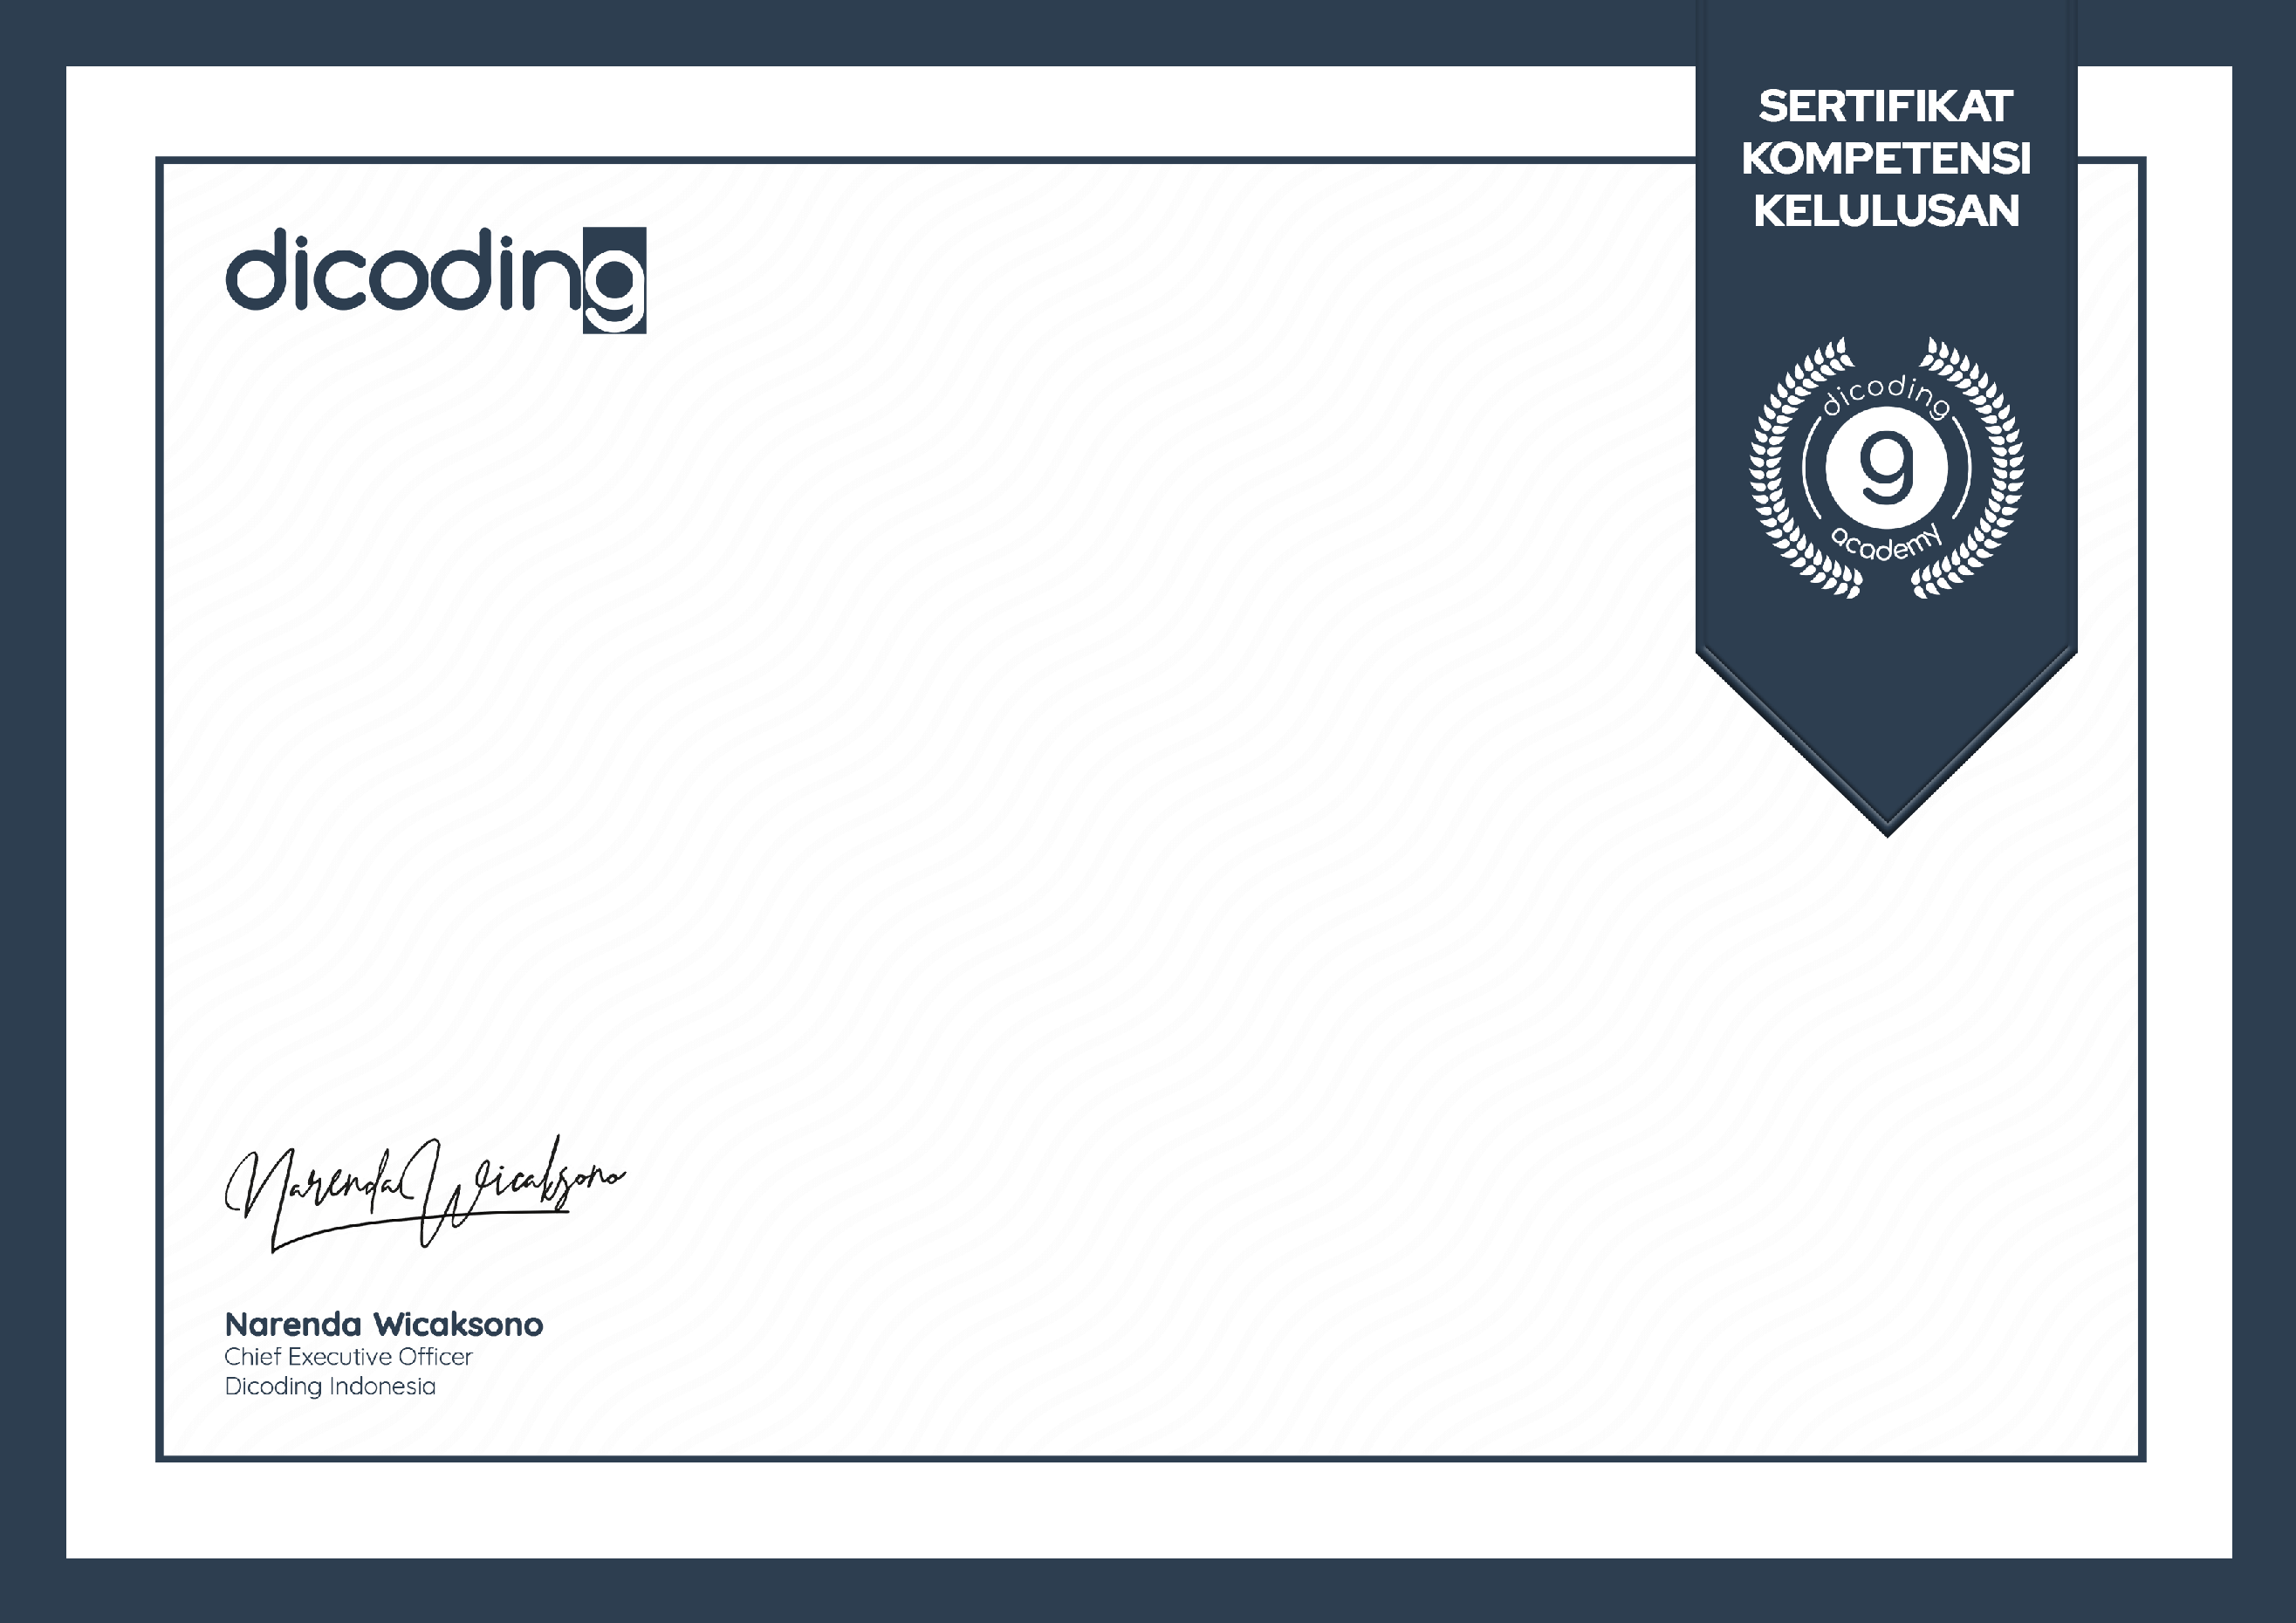 SERTIFIKAT
KOMPETENSI
KELULUSAN
dicoding
dicoding
g
academy
Narenda Wicaksono
Narenda Wicaksono
Chief Executive Officer
Dicoding Indonesia